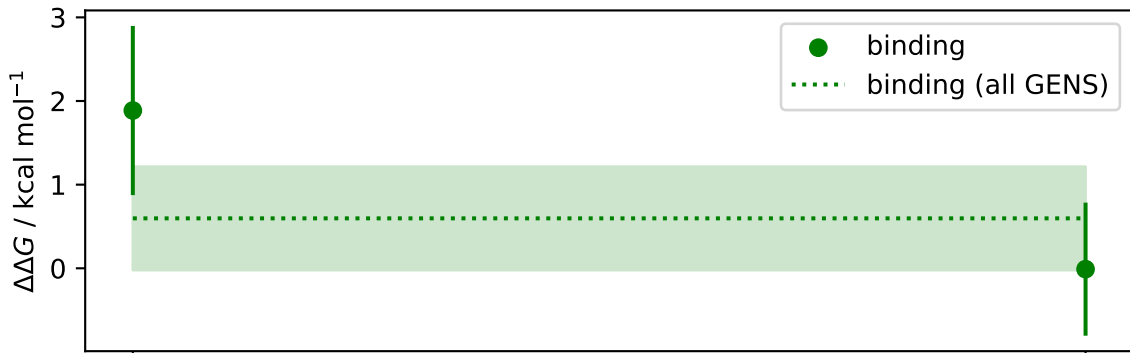 3
2
1
0
ΔΔG / kcal mol⁻¹
binding
binding (all GENS)